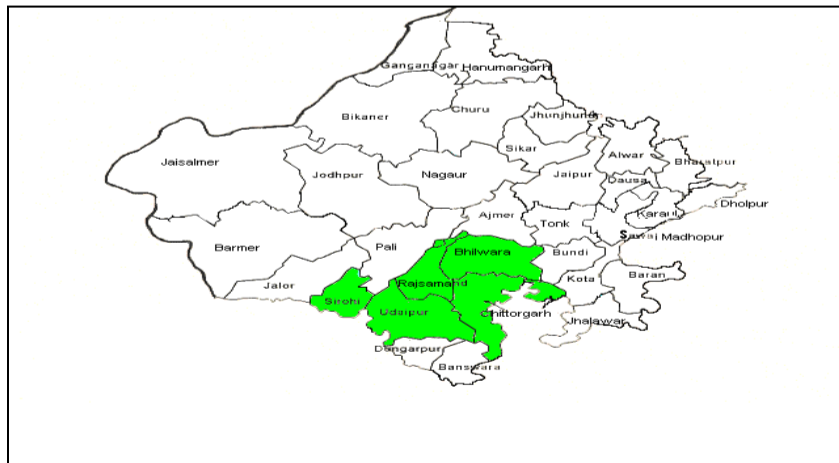 Ganganagar
Hanumangarh
Bikaner
Churu
Jhunjhunu
Sikar
Jaisalmer
Jodhpur
Nagaur
Jaipur
Alwar
Bharatpur
Dausa
Dholpur
Karauli
Ajmer
Tonk
Sawai Madhopur
Barmer
Pali
Bhilwara
Bundi
Kota
Baran
Jalor
Sirohi
Rajsamand
Udaipur
Chittorgarh
Jhalawar
Dungarpur
Banswara